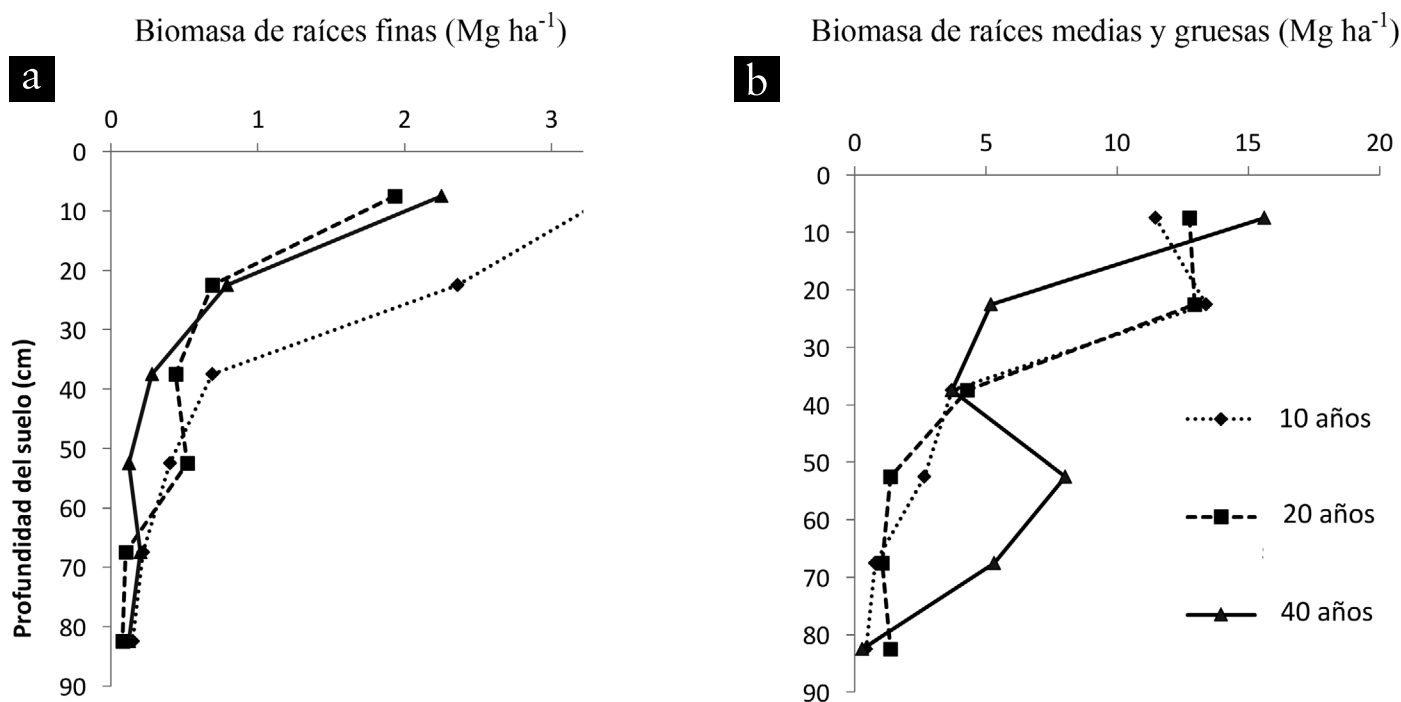 Biomasa de raíces finas (Mg ha⁻¹)
a
0 1 2 3
0
10
20
30
40
50
60
70
80
90
Profundidad del suelo (cm)
Biomasa de raíces medias y gruesas (Mg ha⁻¹)
b
0 5 10 15 20
0
10
20
30
40
50
60
70
80
90
10 años
20 años
40 años